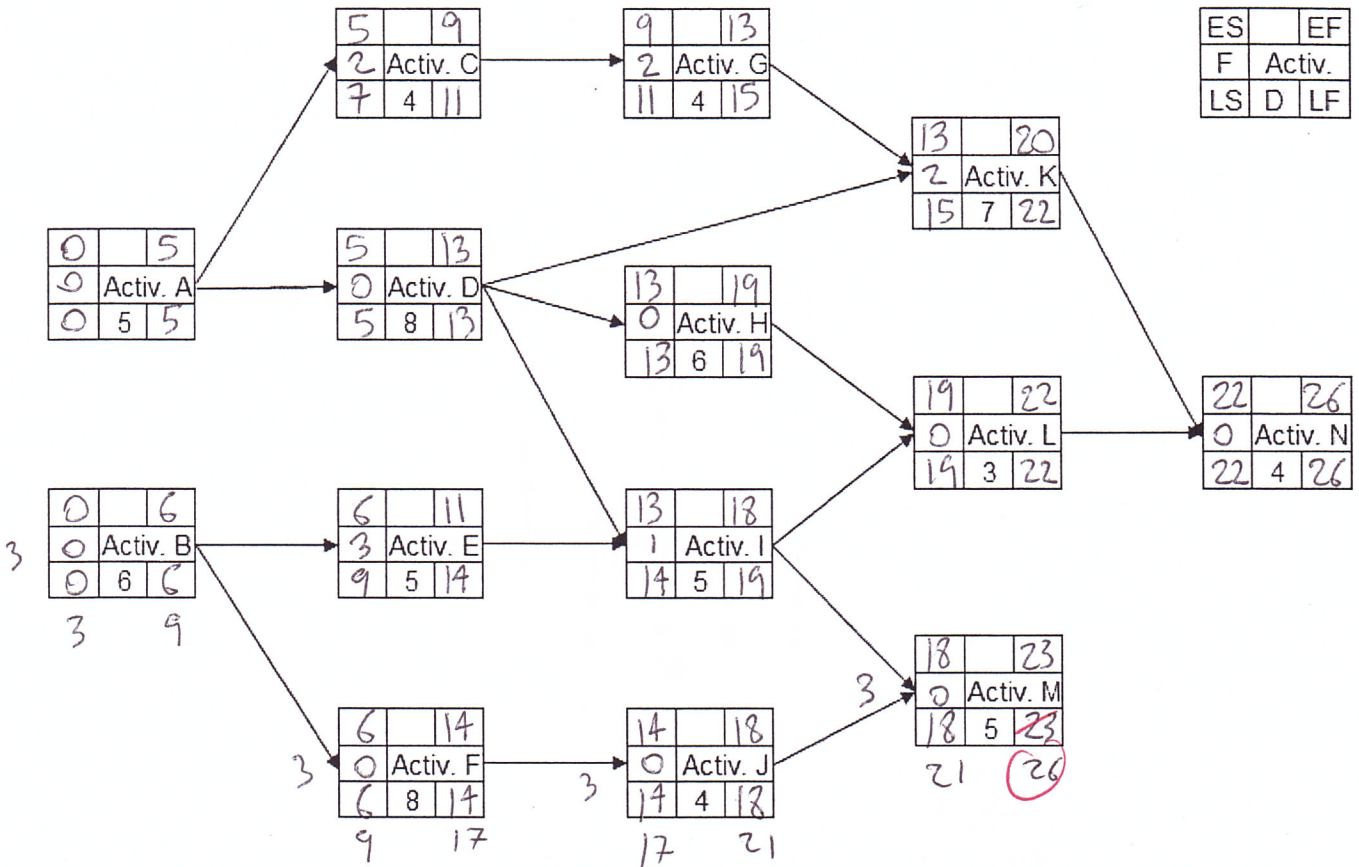 5 9
2 Activ. C
7 4 11
9 13
2 Activ. G
11 4 15
ES EF
F Activ.
LS D LF
13 20
2 Activ. K
15 7 22
0 5
0 Activ. A
0 5 5
5 13
0 Activ. D
5 8 13
13 19
0 Activ. H
13 6 19
19 22
0 Activ. L
19 3 22
22 26
0 Activ. N
22 4 26
0 6
3 0 Activ. B
0 6 6
3 9
6 11
3 Activ. E
9 5 14
13 18
1 Activ. I
14 5 19
18 23
3 0 Activ. M
18 5 23
21 26
6 14
3 0 Activ. F
6 8 14
9 17
14 18
3 0 Activ. J
14 4 18
17 21